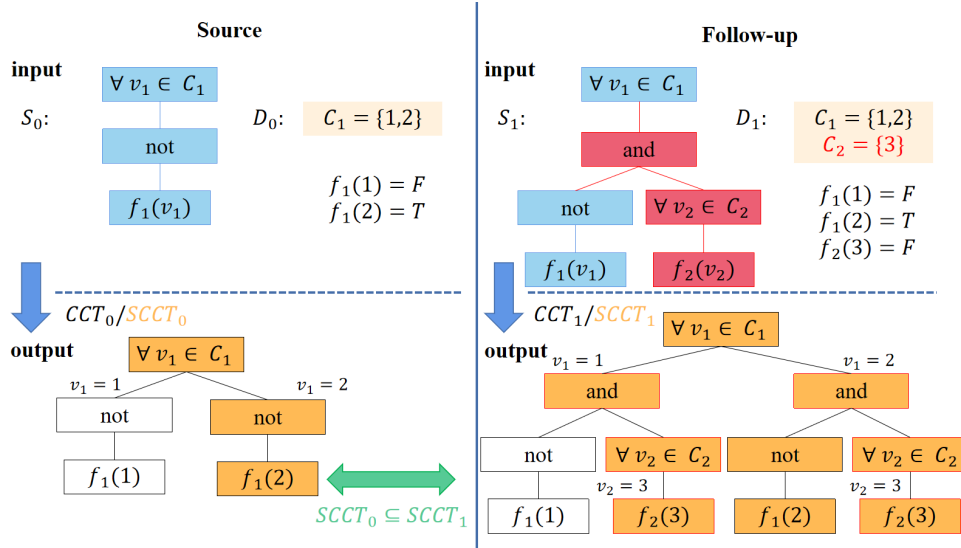 Source
input
∀ v₁ ∈ C₁
S₀:
D₀:
C₁ = {1,2}
not
f₁(v₁)
f₁(1) = F
f₁(2) = T
CCT₀/SCCT₀
output
∀ v₁ ∈ C₁
v₁ = 1
v₁ = 2
not
not
f₁(1)
f₁(2)
SCCT₀ ⊆ SCCT₁
Follow-up
input
∀ v₁ ∈ C₁
S₁:
D₁:
C₁ = {1,2}
C₂ = {3}
and
not
∀ v₂ ∈ C₂
f₁(v₁)
f₂(v₂)
f₁(1) = F
f₁(2) = T
f₂(3) = F
CCT₁/SCCT₁
output
∀ v₁ ∈ C₁
v₁ = 1
v₁ = 2
and
and
not
∀ v₂ ∈ C₂
not
∀ v₂ ∈ C₂
v₂ = 3
v₂ = 3
f₁(1)
f₂(3)
f₁(2)
f₂(3)